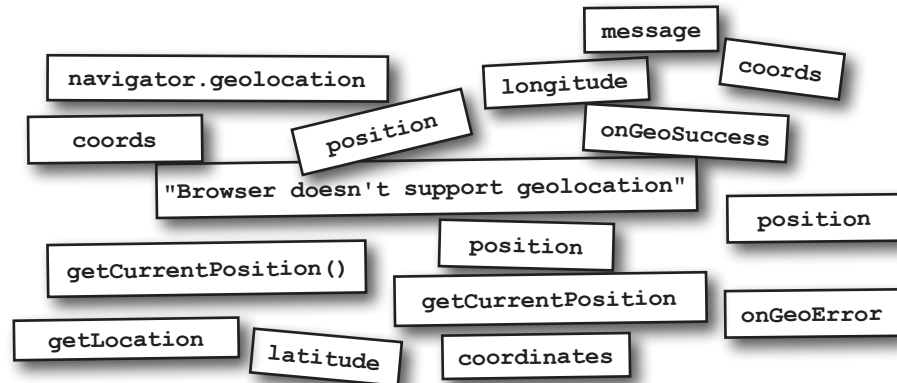 message
navigator.geolocation
longitude
coords
coords
position
onGeoSuccess
"Browser doesn't support geolocation"
position
position
getCurrentPosition()
getCurrentPosition
onGeoError
getLocation
latitude
coordinates